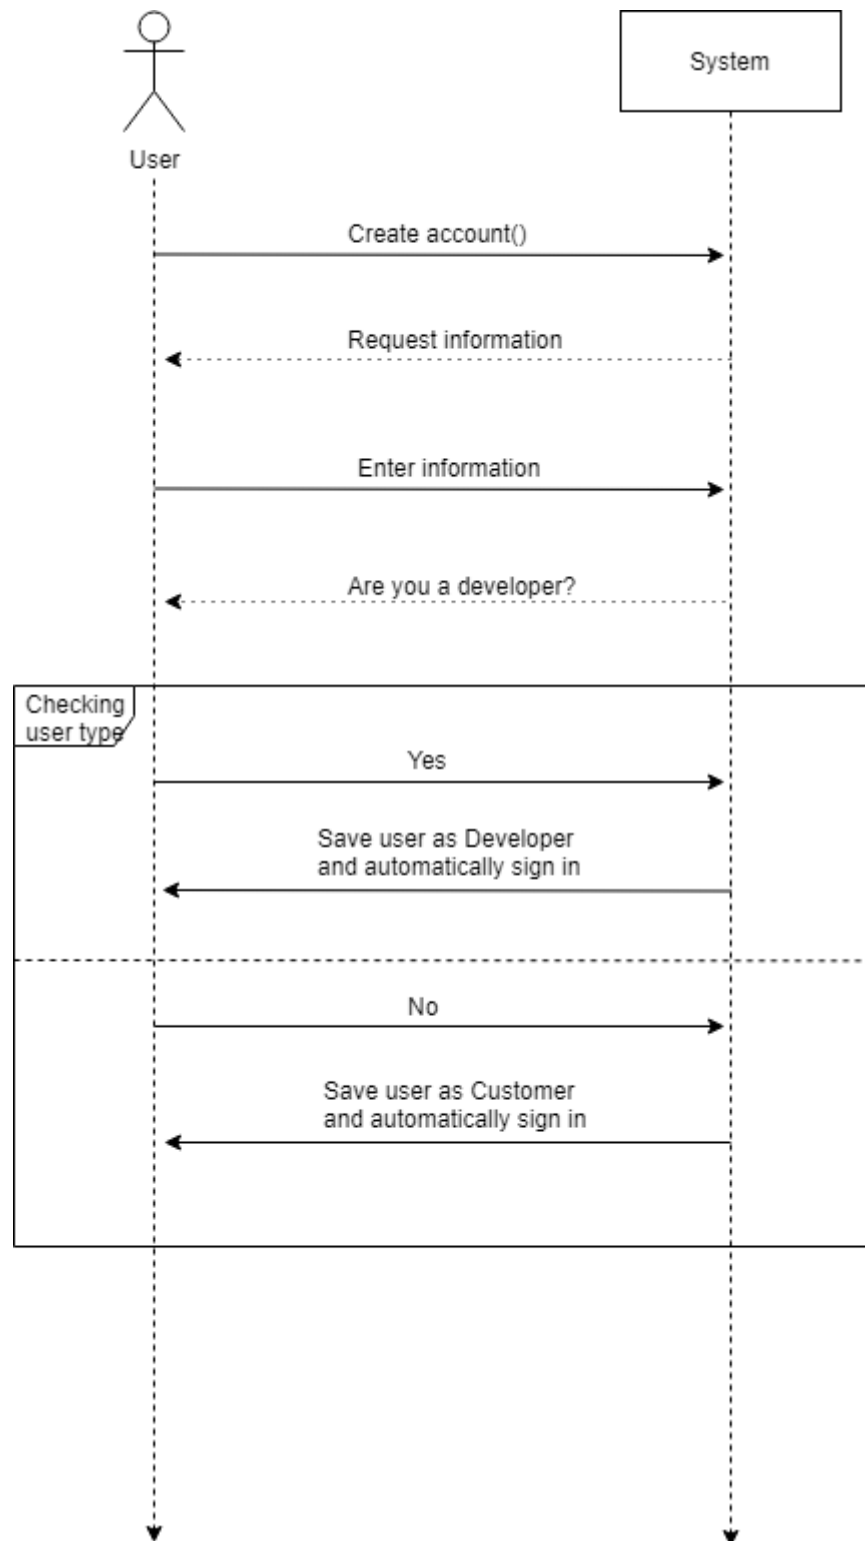 System
User
Create account()
Request information
Enter information
Are you a developer?
Checking
user type
Yes
Save user as Developer
and automatically sign in
No
Save user as Customer
and automatically sign in